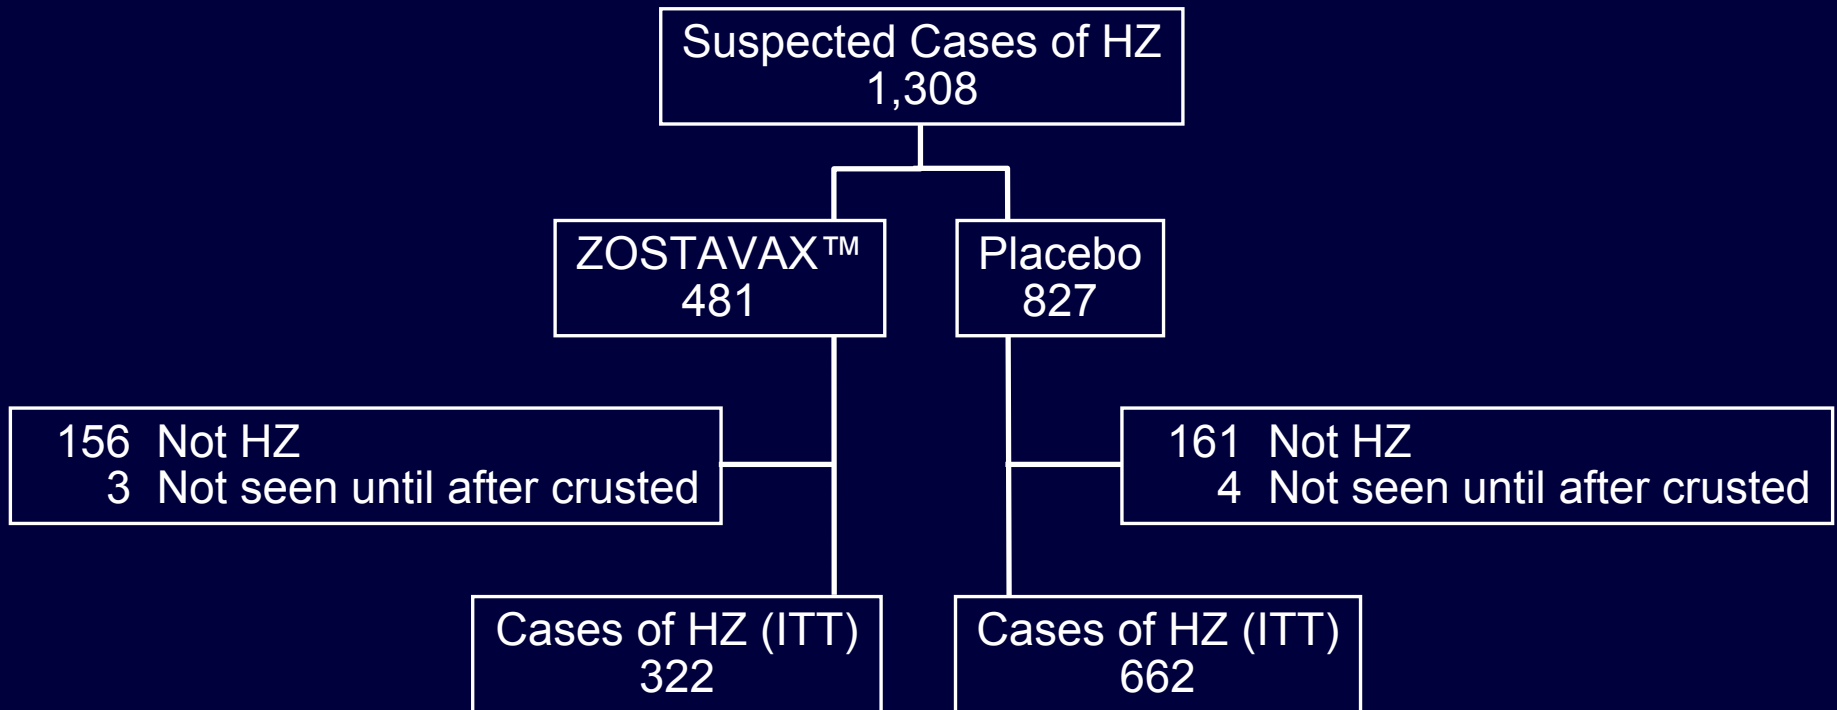 Suspected Cases of HZ
1,308
ZOSTAVAX™
481
Placebo
827
156 Not HZ
3 Not seen until after crusted
161 Not HZ
4 Not seen until after crusted
Cases of HZ (ITT)
322
Cases of HZ (ITT)
662